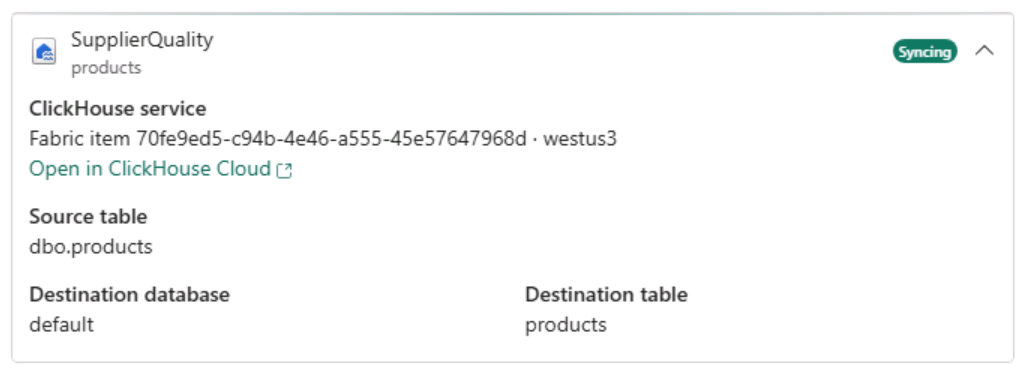 SupplierQuality
products
Syncing
ClickHouse service
Fabric item 70fe9ed5-c94b-4e46-a555-45e57647968d · westus3
Open in ClickHouse Cloud
Source table
dbo.products
Destination database
default
Destination table
products